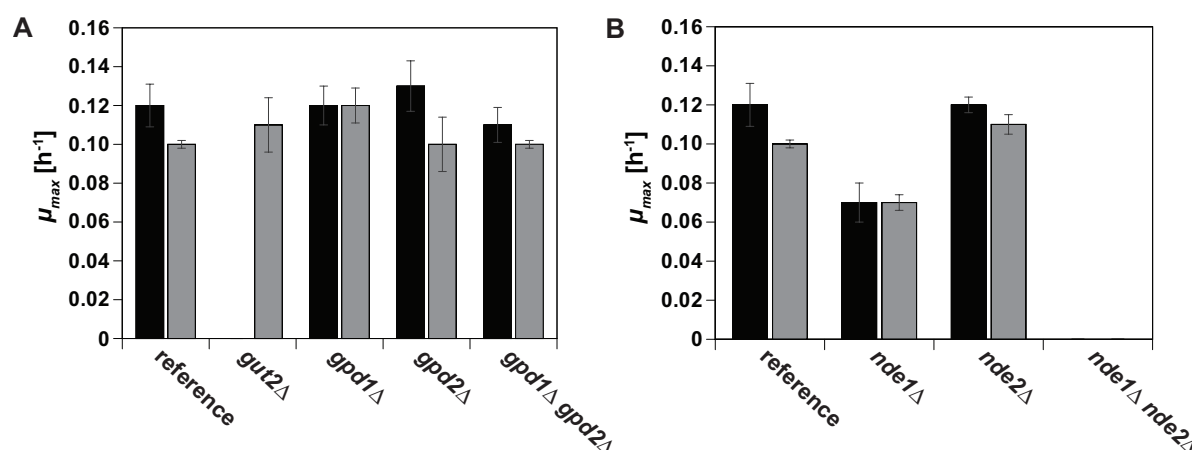 A
μmax [h-1]
0.16
0.14
0.12
0.10
0.08
0.06
0.04
0.02
0
reference
gut2Δ
gpd1Δ
gpd2Δ
gpd1Δ gpd2Δ
B
μmax [h-1]
0.16
0.14
0.12
0.10
0.08
0.06
0.04
0.02
0
reference
nde1Δ
nde2Δ
nde1Δ nde2Δ